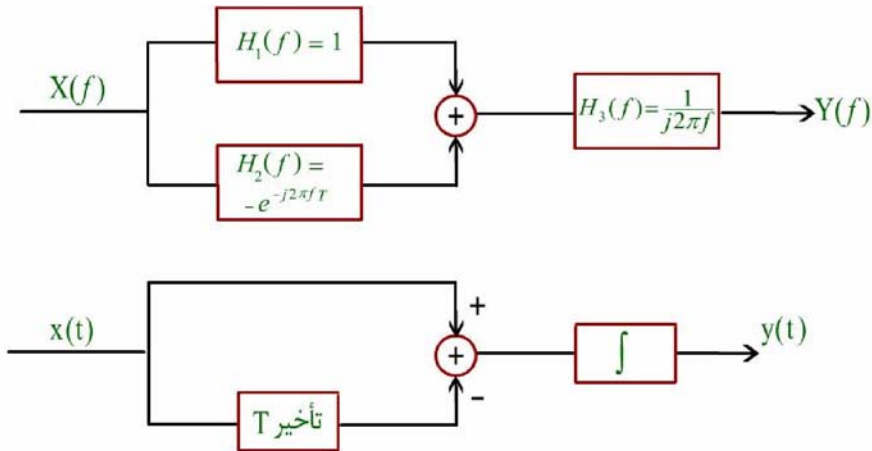 H₁(f) = 1
X(f)
+
H₃(f) = 1/j2πf
Y(f)
H₂(f) =
-e^{-j2πfT}
x(t)
+
+
∫
y(t)
-
تأخير T